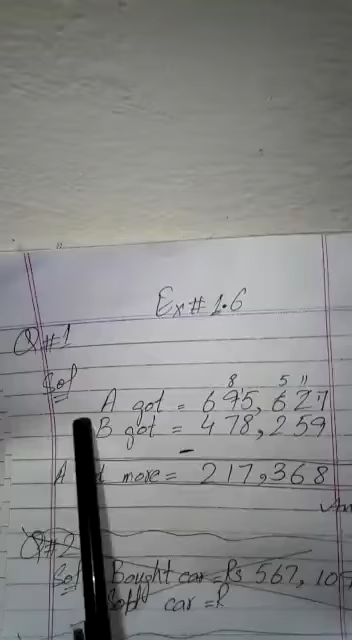 Ex # 1.6
Q # 1
Sol
8 5 11
A got = 695,627
B got = 478,259
-
A more = 217,368
Q # 2
Sol Bought car = Rs 567,10
car = R